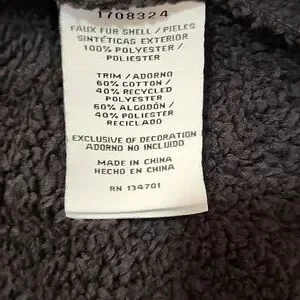 1708324
FAUX FUR SHELL / PIELES
SINTÉTICAS EXTERIOR
100% POLYESTER /
POLIESTER
TRIM / ADORNO
60% COTTON /
40% RECYCLED
POLYESTER
60% ALGODÓN /
40% POLIÉSTER
RECICLADO
EXCLUSIVE OF DECORATION
ADORNO NO INCLUIDO
MADE IN CHINA
HECHO EN CHINA
RN 134701